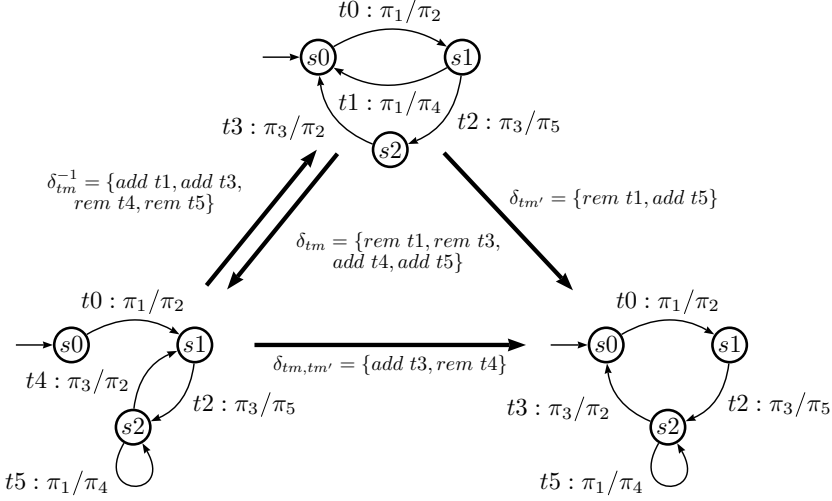 t0 : π₁/π₂
s0
s1
t1 : π₁/π₄
t3 : π₃/π₂
t2 : π₃/π₅
s2
δ⁻¹ₜₘ = {add t1, add t3,
rem t4, rem t5}
δₜₘ′ = {rem t1, add t5}
δₜₘ = {rem t1, rem t3,
add t4, add t5}
t0 : π₁/π₂
s0
s1
t4 : π₃/π₂
t2 : π₃/π₅
s2
t5 : π₁/π₄
δₜₘ,ₜₘ′ = {add t3, rem t4}
t0 : π₁/π₂
s0
s1
t3 : π₃/π₂
t2 : π₃/π₅
s2
t5 : π₁/π₄